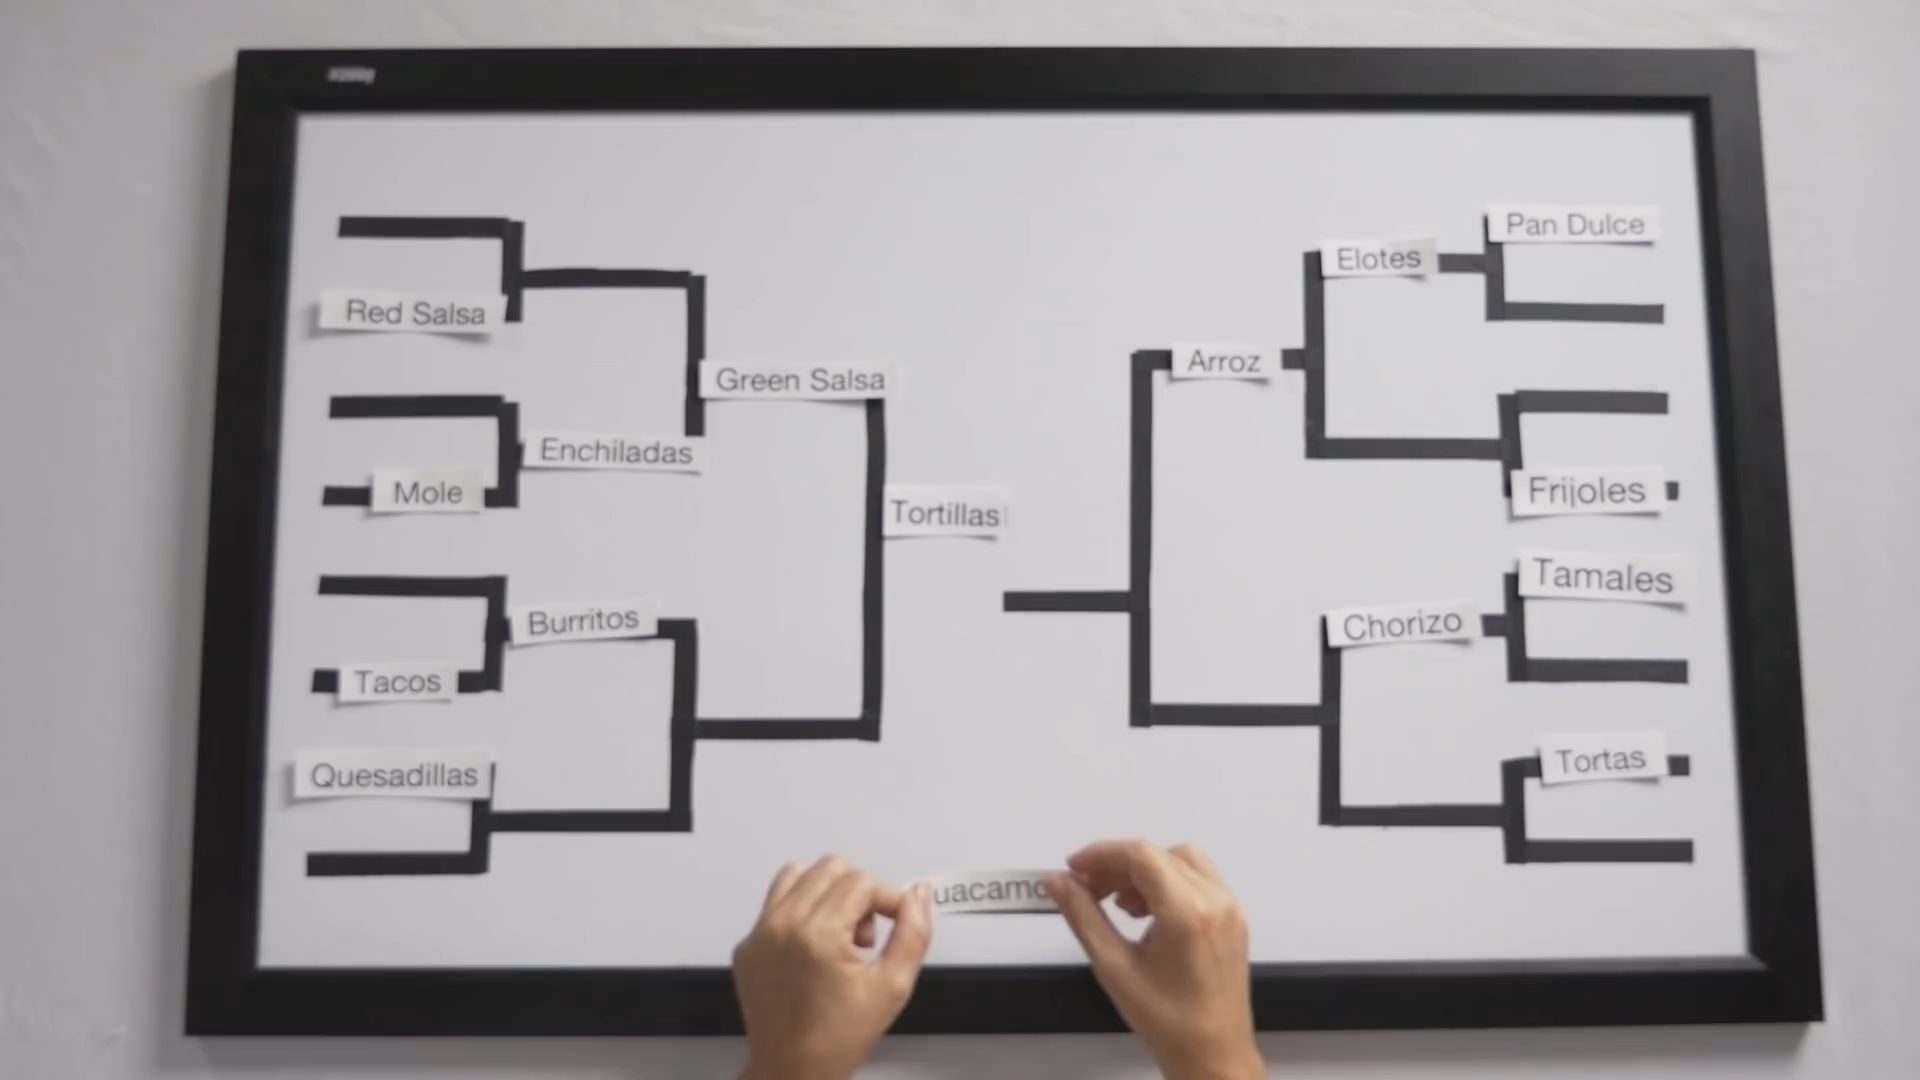 Pan Dulce
Elotes
Red Salsa
Arroz
Green Salsa
Enchiladas
Mole
Frijoles
Tortillas
Tamales
Burritos
Chorizo
Tacos
Tortas
Quesadillas
uacamo